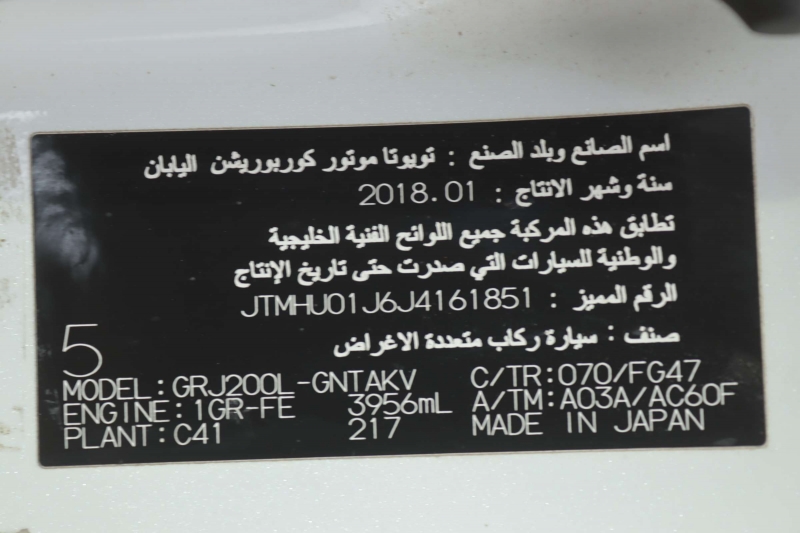 اسم الصانع وبلد الصنع : تويوتا موتور كوربوريشن اليابان
سنة وشهر الانتاج : 2018.01
تطابق هذه المركبة جميع اللوائح الفنية الخليجية
والوطنية للسيارات التي صدرت حتى تاريخ الإنتاج
الرقم المميز : JTMHU01J6J4161851
صنف : سيارة ركاب متعددة الاغراض
5
MODEL:GRJ200L-GNTAKV C/TR:070/FG47
ENGINE:1GR-FE 3956mL A/TM:A03A/AC60F
PLANT:C41 217 MADE IN JAPAN